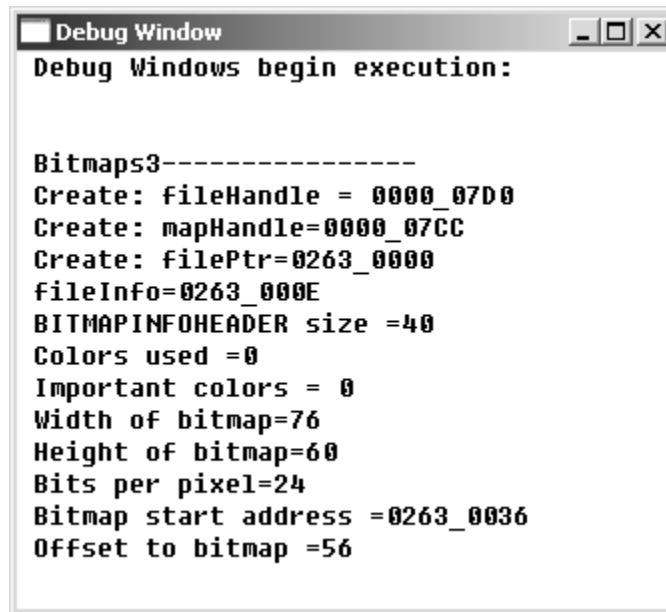 Debug Window
Debug Windows begin execution:
Bitmaps3----------------
Create: fileHandle = 0000_07D0
Create: mapHandle=0000_07CC
Create: filePtr=0263_0000
fileInfo=0263_000E
BITMAPINFOHEADER size =40
Colors used =0
Important colors = 0
Width of bitmap=76
Height of bitmap=60
Bits per pixel=24
Bitmap start address =0263_0036
Offset to bitmap =56